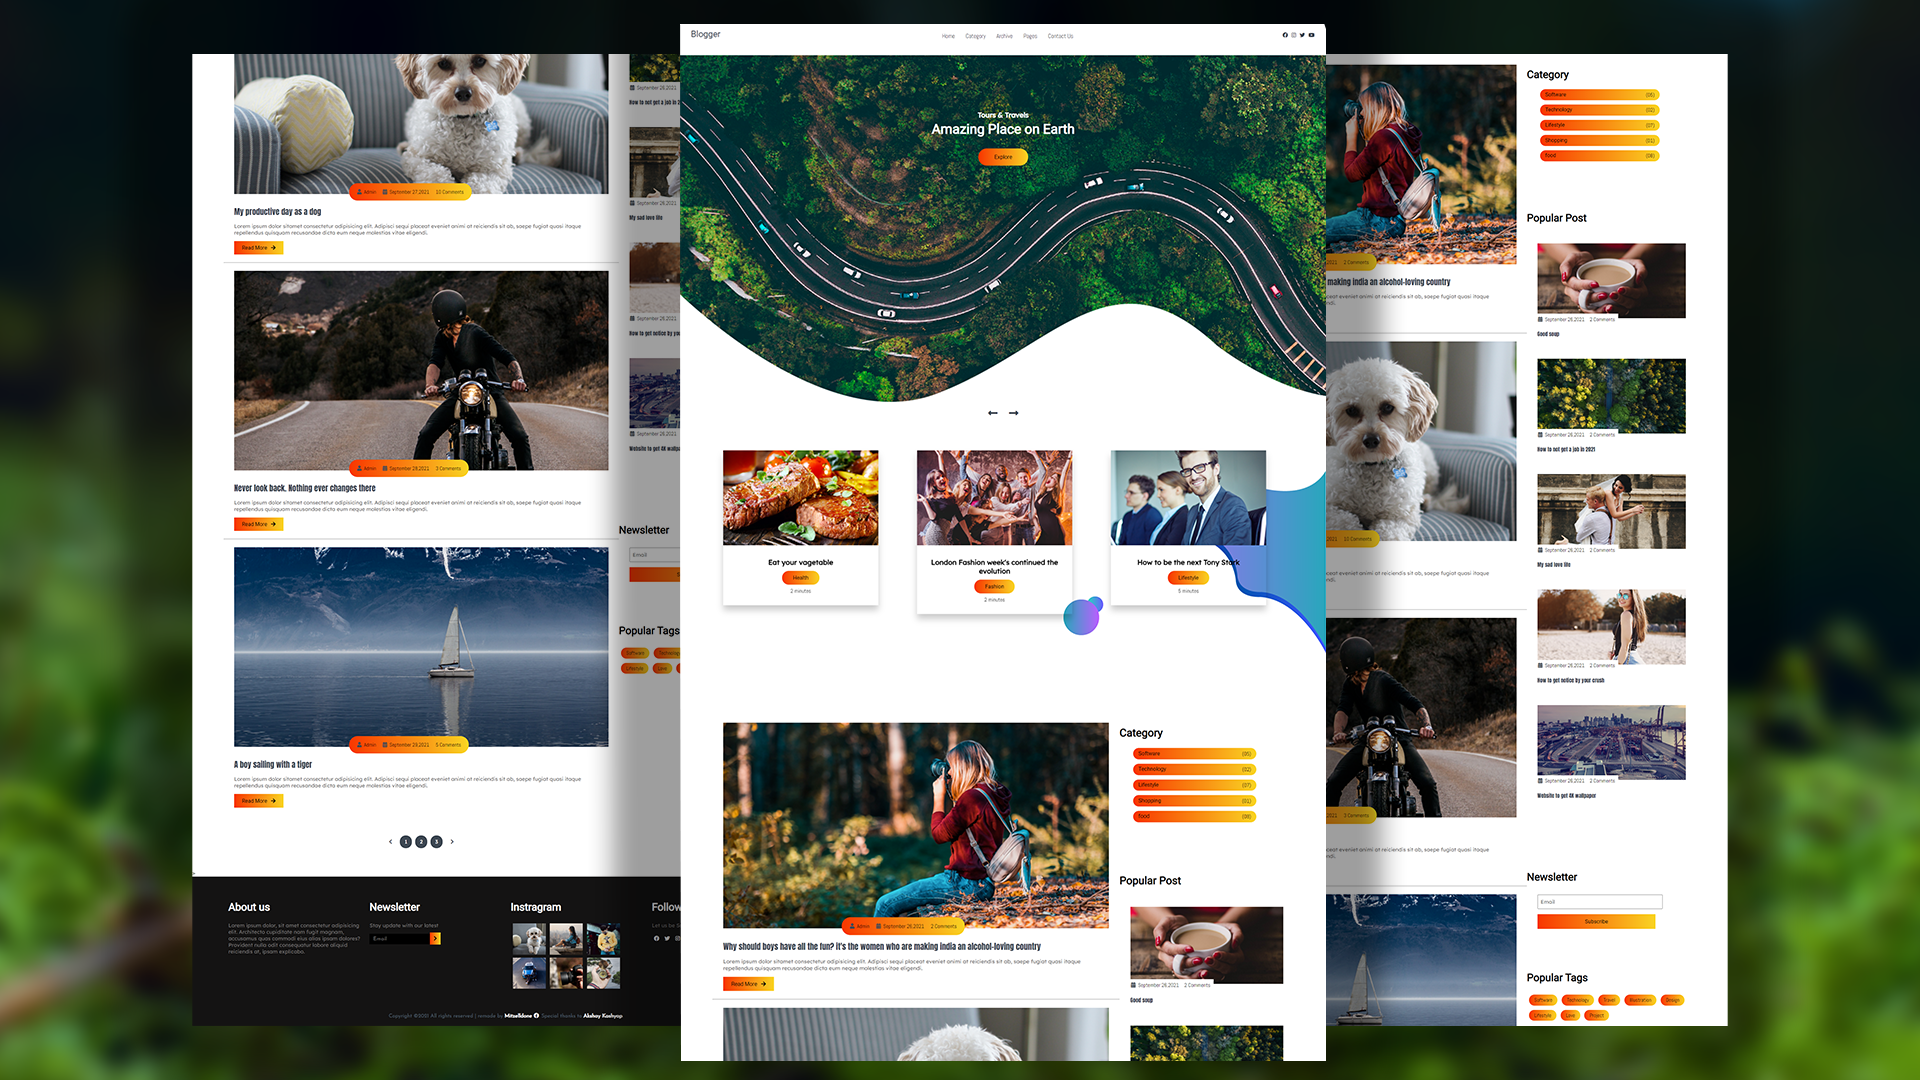 Blogger
Home Category Archive Pages Contact Us
Tours & Travels
Amazing Place on Earth
Explore
Eat your vagetable
Health
2 minutes
London Fashion week's continued the
evolution
Fashion
2 minutes
How to be the next Tony Stark
Lifestyle
5 minutes
Admin September 26,2021 2 Comments
Why should boys have all the fun? it's the women who are making india an alcohol-loving country
Lorem ipsum dolor sitamet consectetur adipisicing elit. Adipisci sequi placeat eveniet animi at reiciendis sit ab, saepe fugiat quasi itaque
repellendus quisquam recusandae dicta eum neque molestias vitae eligendi.
Read More
Category
Software (05)
Technology (02)
Lifestyle (07)
Shopping (01)
food (08)
Popular Post
September 26,2021 2 Comments
Good soup
Admin September 27,2021 10 Comments
My productive day as a dog
Lorem ipsum dolor sitamet consectetur adipisicing elit. Adipisci sequi placeat eveniet animi at reiciendis sit ab, saepe fugiat quasi itaque
repellendus quisquam recusandae dicta eum neque molestias vitae eligendi.
Read More
Admin September 28,2021 3 Comments
Never look back, Nothing ever changes there
Lorem ipsum dolor sitamet consectetur adipisicing elit. Adipisci sequi placeat eveniet animi at reiciendis sit ab, saepe fugiat quasi itaque
repellendus quisquam recusandae dicta eum neque molestias vitae eligendi.
Read More
Admin September 29,2021 5 Comments
A boy sailing with a tiger
Lorem ipsum dolor sitamet consectetur adipisicing elit. Adipisci sequi placeat eveniet animi at reiciendis sit ab, saepe fugiat quasi itaque
repellendus quisquam recusandae dicta eum neque molestias vitae eligendi.
Read More
1 2 3
September 26,2021
How to not get a job in 2
September 26,2021
My sad love life
September 26,2021
How to get notice by you
September 26,2021
Website to get 4K wallpa
Newsletter
Email
Popular Tags
Software Technology
Lifestyle Love
About us
Lorem ipsum dolor, sit amet consectetur adipisicing
elit. Architecto cupiditate nam fugit magnam,
accusamus quas commodi eius alias ipsam dolores?
Provident nulla odit consequatur labore aliquid
reiciendis at, ipsam explicabo.
Newsletter
Stay update with our latest
Email
Instragram
Follow
Let us be S
Copyright ©2021 All rights reserved | remade by Mitselldone Special thanks to Akshay Kashyap
2021 2 Comments
making india an alcohol-loving country
aceat eveniet animi at reiciendis sit ab, saepe fugiat quasi itaque
ndi.
2021 10 Comments
aceat eveniet animi at reiciendis sit ab, saepe fugiat quasi itaque
ndi.
2021 3 Comments
aceat eveniet animi at reiciendis sit ab, saepe fugiat quasi itaque
ndi.
Category
Software (05)
Technology (02)
Lifestyle (07)
Shopping (01)
food (08)
Popular Post
September 26,2021 2 Comments
Good soup
September 26,2021 2 Comments
How to not get a job in 2021
September 26,2021 2 Comments
My sad love life
September 26,2021 2 Comments
How to get notice by your crush
September 26,2021 2 Comments
Website to get 4K wallpaper
Newsletter
Email
Subscribe
Popular Tags
Software Technology Travel Illustration Design
Lifestyle Love Project